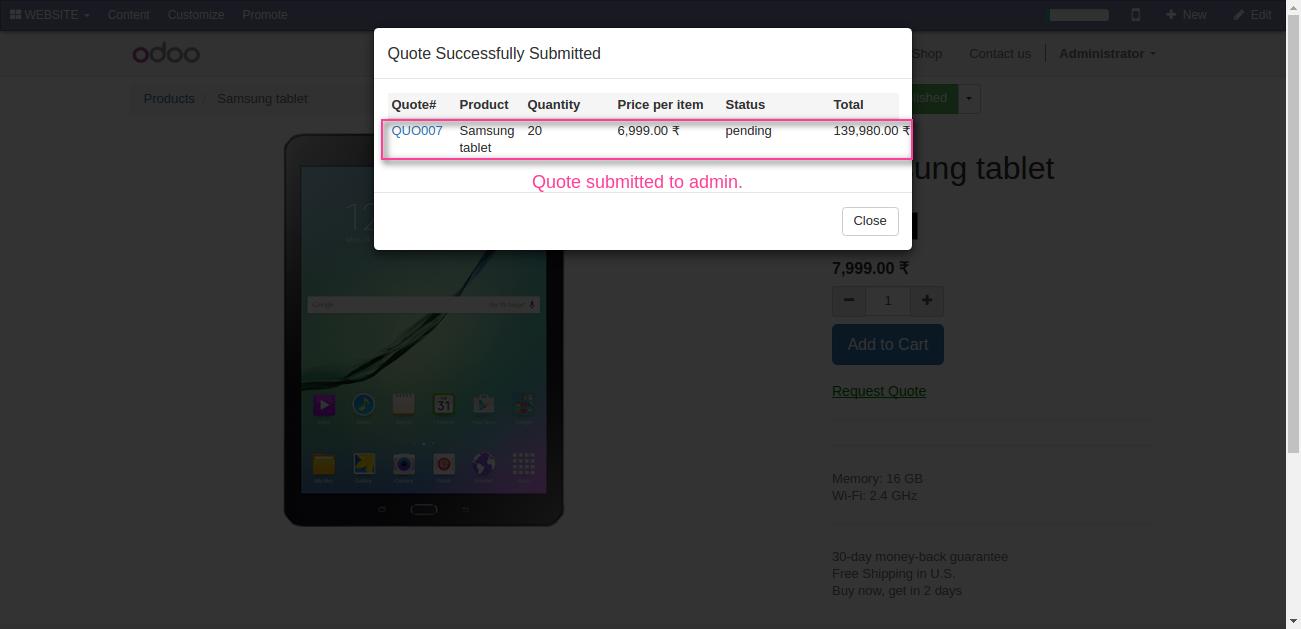 WEBSITE Content Customize Promote New Edit
odoo Shop Contact us Administrator
Products / Samsung tablet
Quote Successfully Submitted
Quote# Product Quantity Price per item Status Total
QUO007 Samsung tablet 20 6,999.00 ₹ pending 139,980.00 ₹
Quote submitted to admin.
Close
ung tablet
7,999.00 ₹
1
Add to Cart
Request Quote
Memory: 16 GB
Wi-Fi: 2.4 GHz
30-day money-back guarantee
Free Shipping in U.S.
Buy now, get in 2 days
Google
31